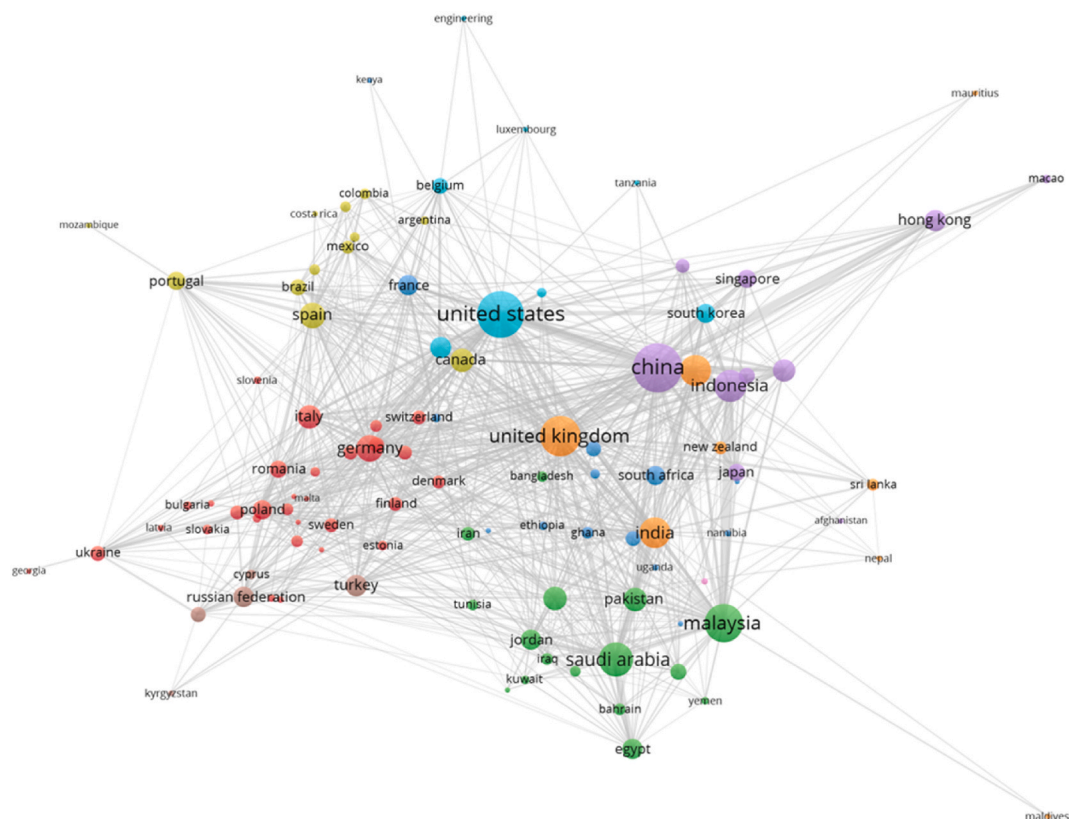 engineering
kenya
mauritius
luxembourg
macao
tanzania
belgium
colombia
costa rica
argentina
hong kong
mozambique
mexico
portugal
singapore
brazil
france
united states
spain
south korea
canada
china
indonesia
slovenia
italy
switzerland
united kingdom
germany
new zealand
romania
bangladesh
south africa
japan
denmark
sri lanka
malta
bulgaria
finland
poland
afghanistan
latvia
slovakia
sweden
ethiopia
ghana
iran
india
namibia
estonia
ukraine
nepal
georgia
uganda
cyprus
turkey
russian federation
tunisia
pakistan
malaysia
jordan
iraq
saudi arabia
kuwait
kyrgyzstan
yemen
bahrain
egypt
maldives